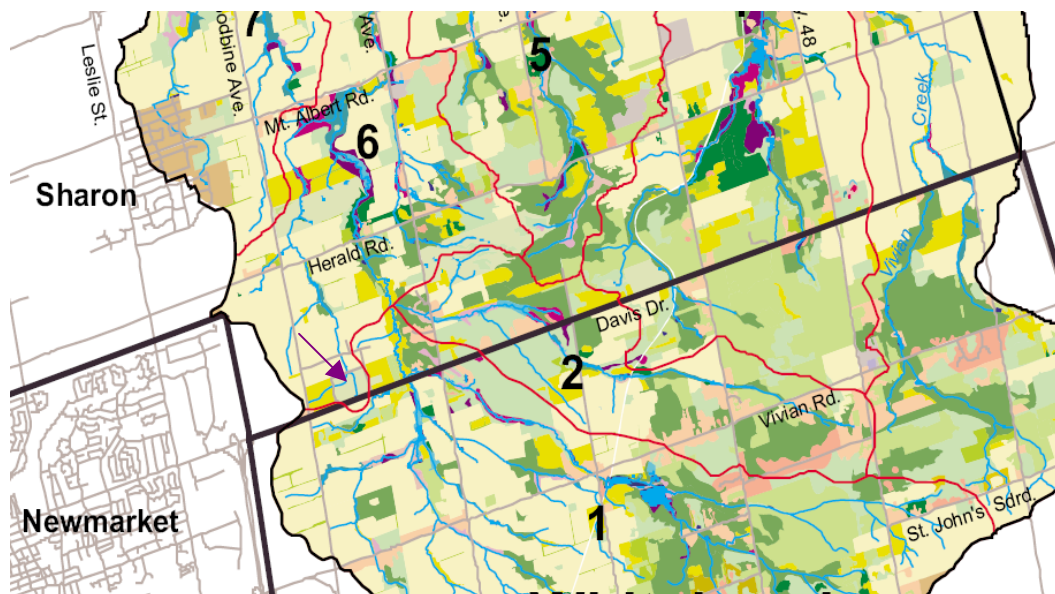 Leslie St.
Ave.
5
48
Mt. Albert Rd.
6
Creek
Sharon
Herald Rd.
Vivian
Davis Dr.
2
Vivian Rd.
Newmarket
1
St. John's Sdrd.